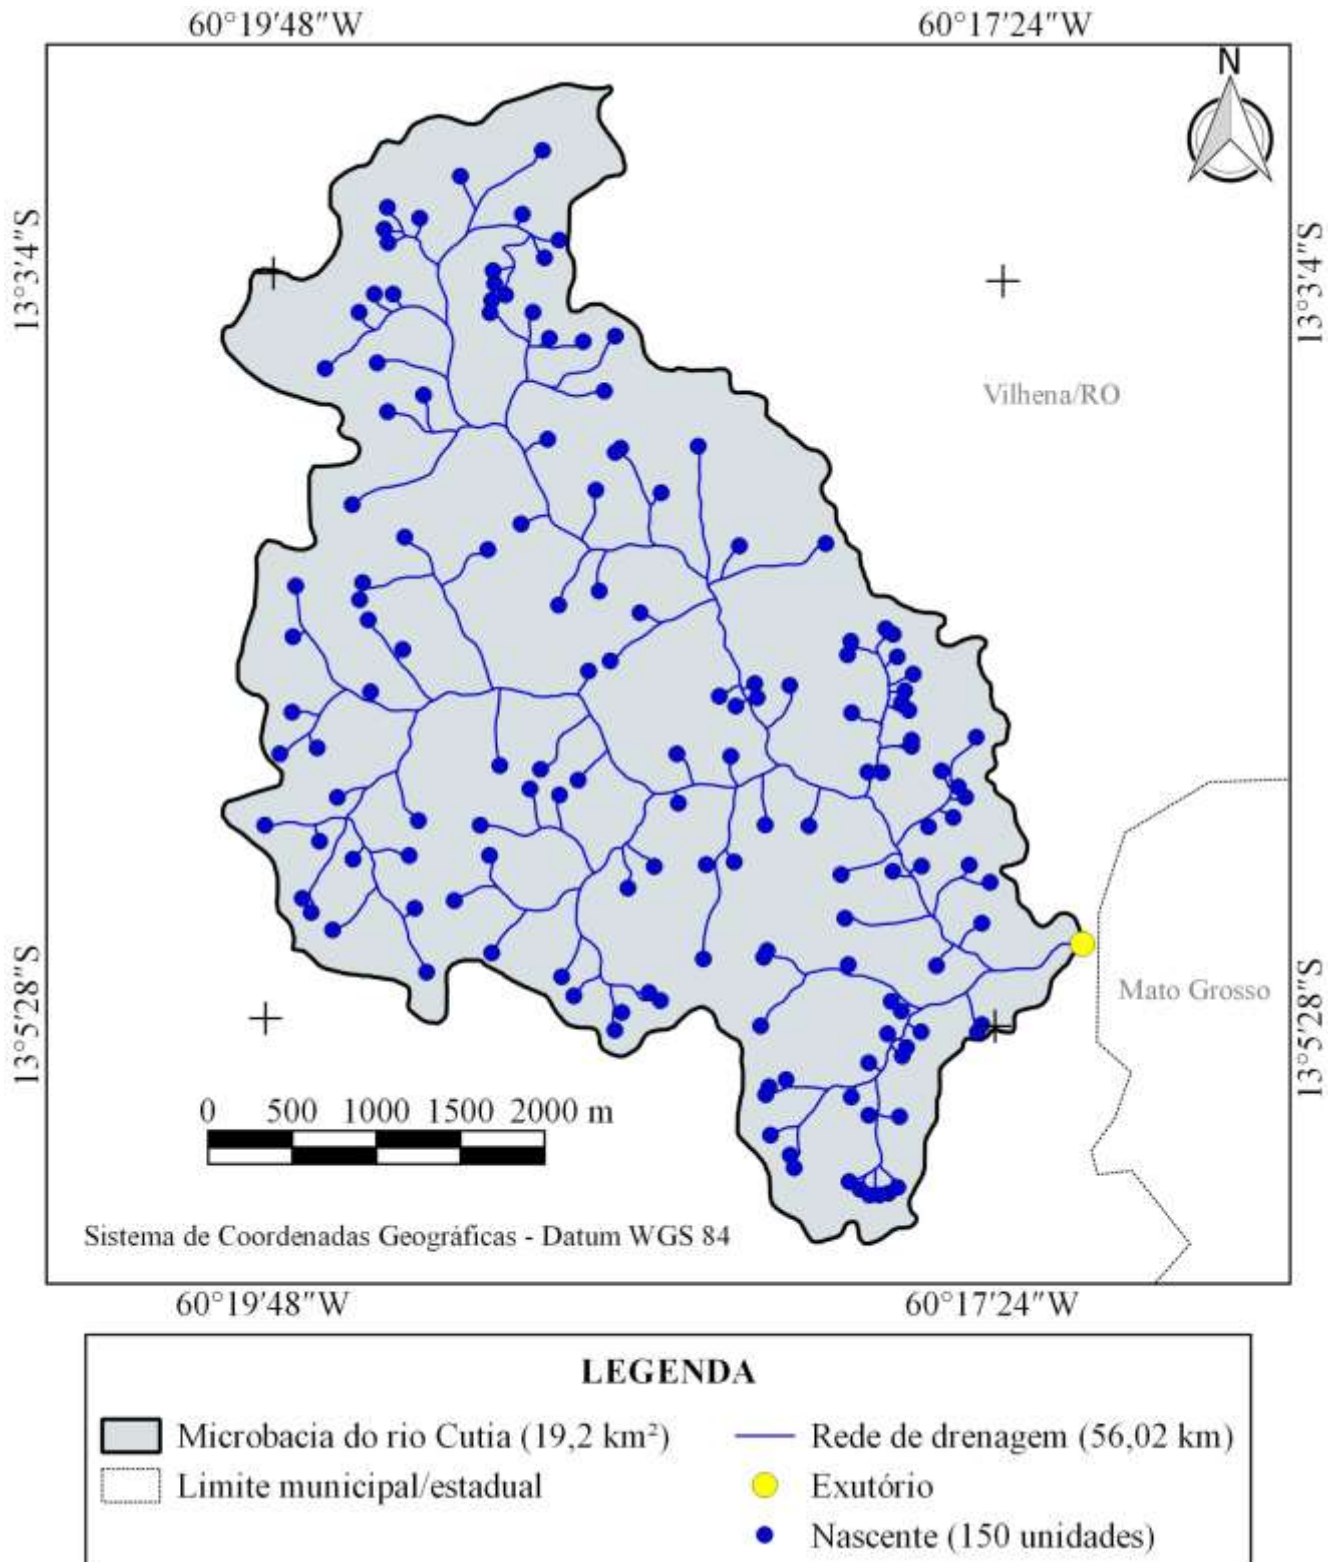 60°19′48″W 60°17′24″W
N
13°3′4″S 13°3′4″S
Vilhena/RO
Mato Grosso
13°5′28″S 13°5′28″S
0 500 1000 1500 2000 m
Sistema de Coordenadas Geográficas - Datum WGS 84
60°19′48″W 60°17′24″W
LEGENDA
Microbacia do rio Cutia (19,2 km²) Rede de drenagem (56,02 km)
Limite municipal/estadual Exutório
Nascente (150 unidades)